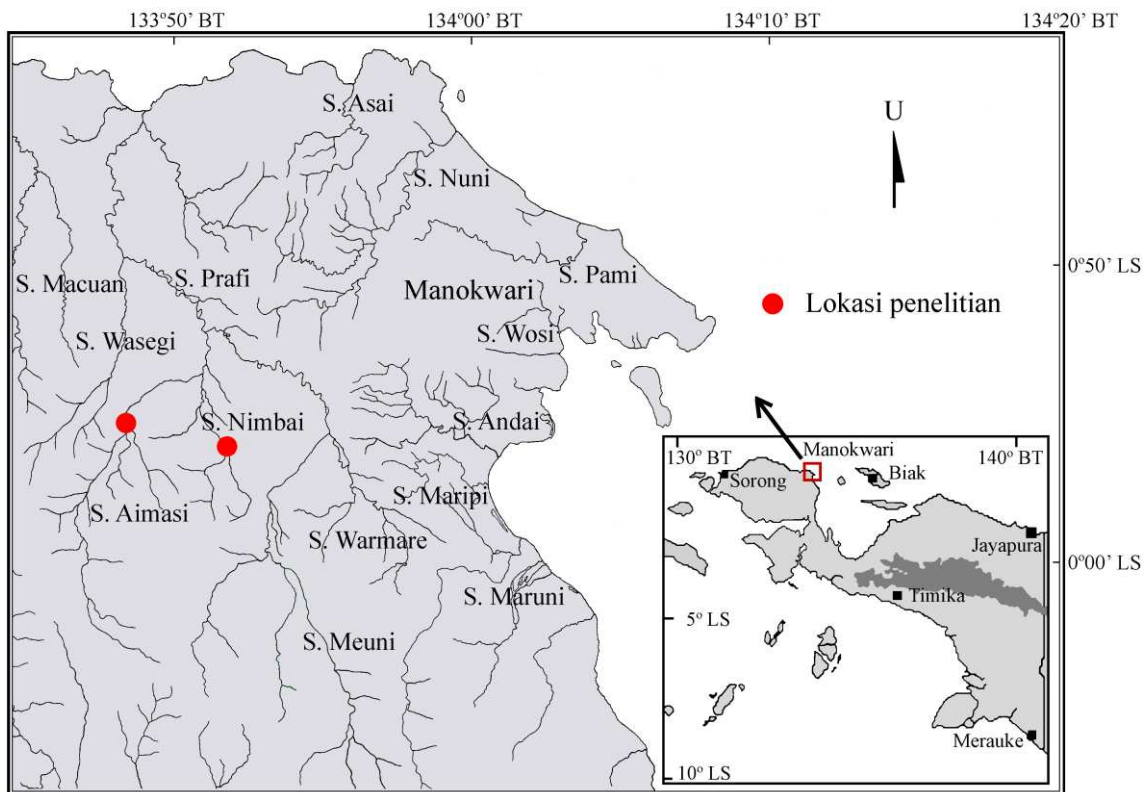 133º50' BT
134º00' BT
134º10' BT
134º20' BT
S. Asai
U
S. Nuni
0º50' LS
S. Pami
S. Prafi
S. Macuan
Manokwari
Lokasi penelitian
S. Wosi
S. Wasegi
S. Nimbai
S. Andai
130º BT
Manokwari
140º BT
Sorong
Biak
S. Maripi
S. Aimasi
S. Warmare
Jayapura
0º00' LS
S. Maruni
Timika
5º LS
S. Meuni
Merauke
10º LS